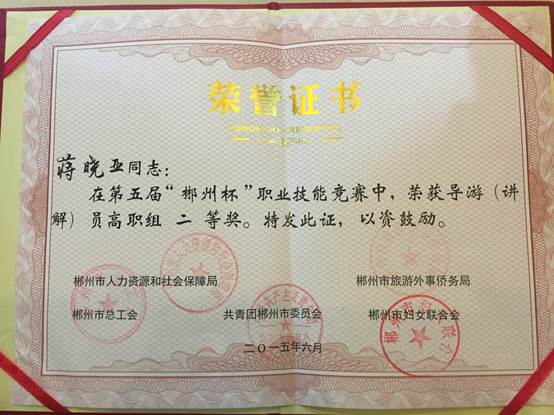 荣誉证书
蒋晓亚同志：
在第五届“郴州杯”职业技能竞赛中，荣获导游（讲
解）员高职组 二 等奖。特发此证，以资鼓励。
郴州市人力资源和社会保障局 郴州市旅游外事侨务局
郴州市总工会 共青团郴州市委员会 郴州市妇女联合会
二〇一五年六月